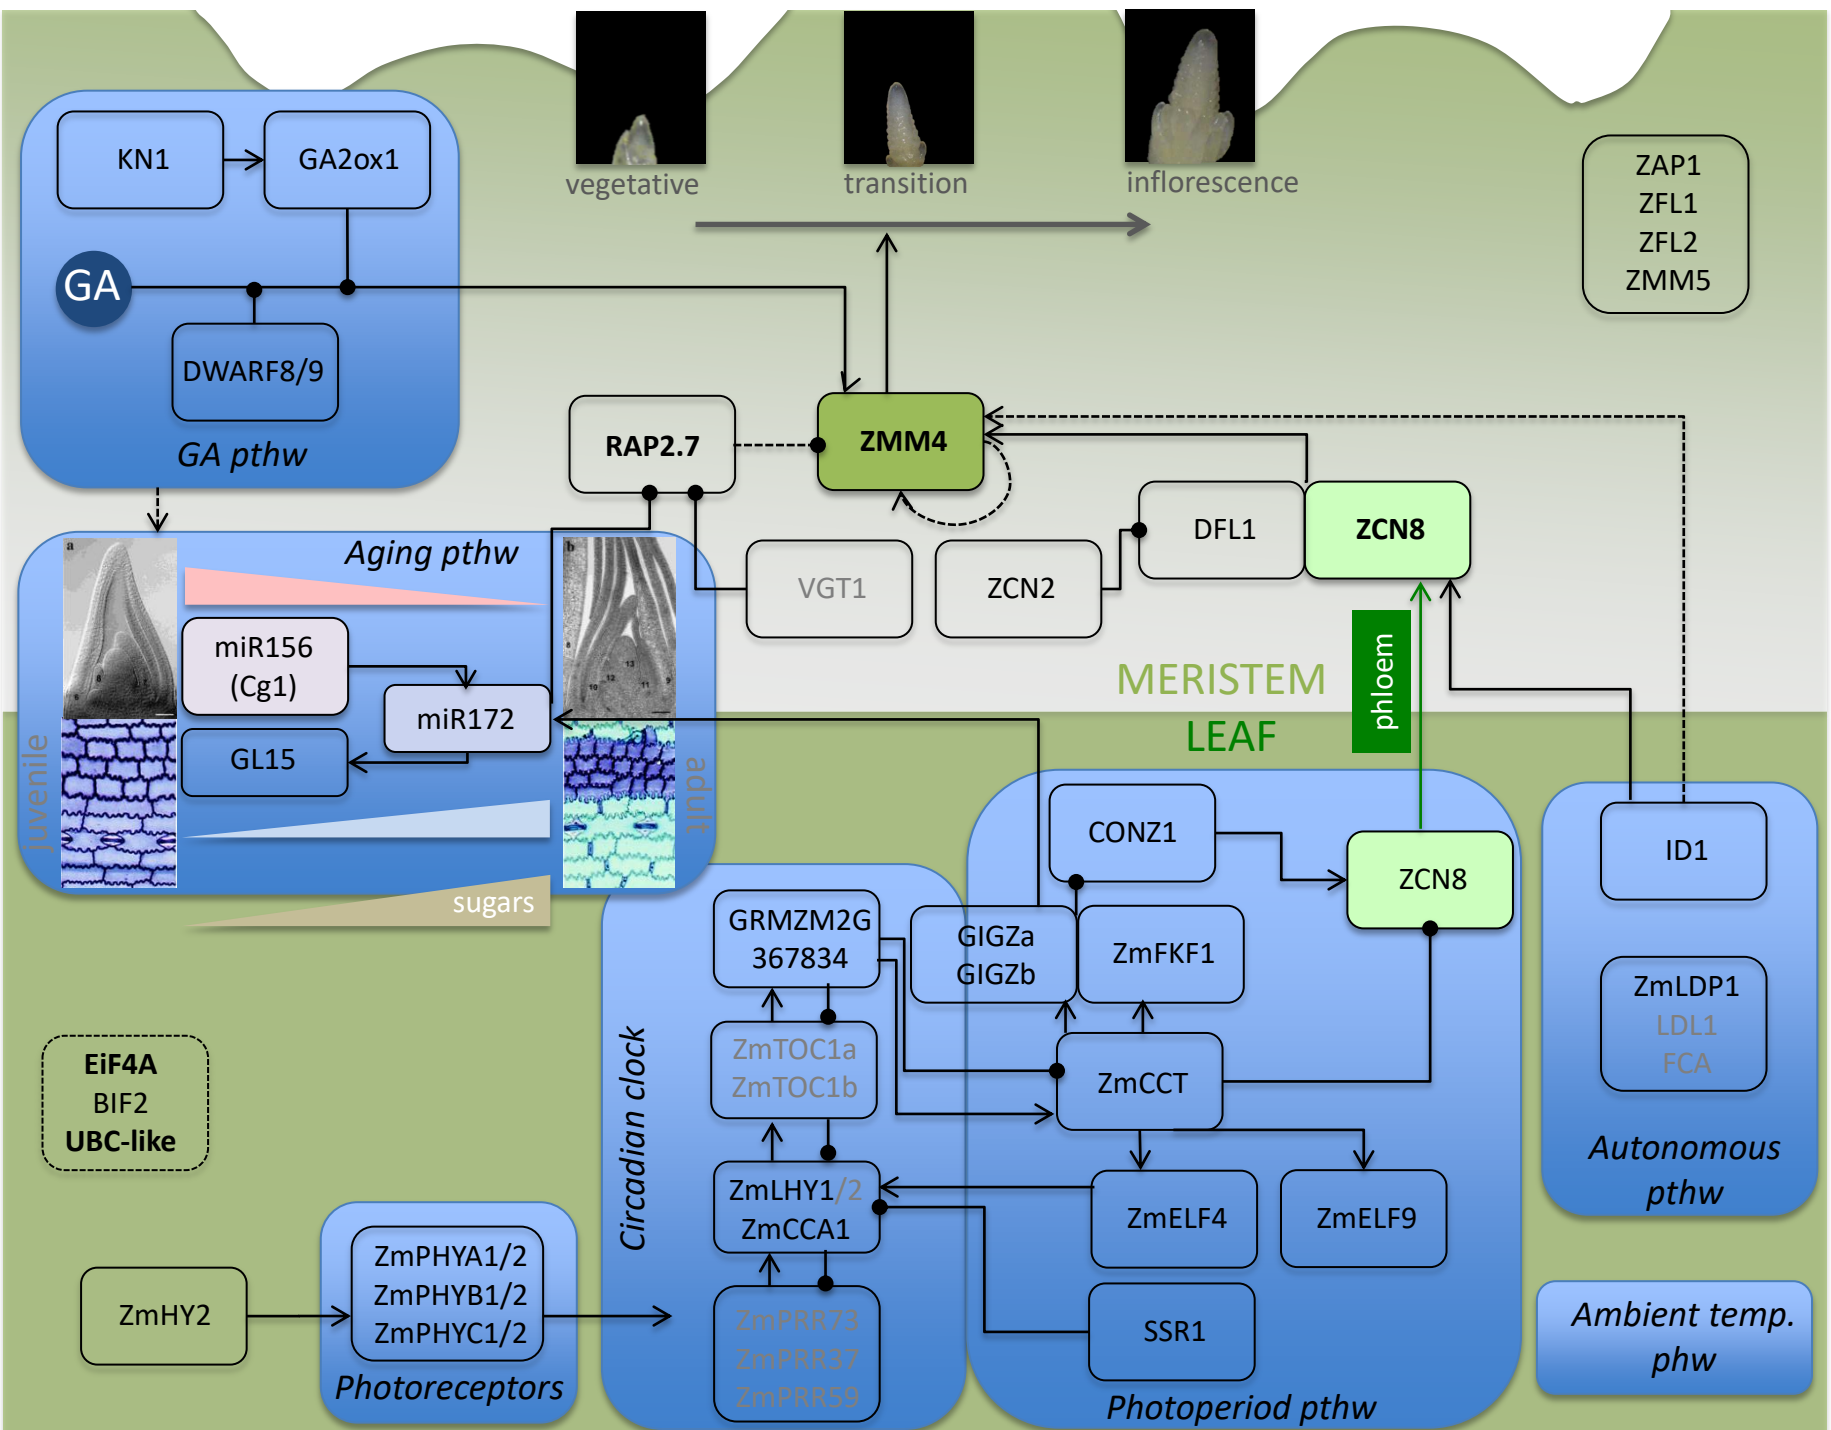 vegetative
transition
inflorescence
KN1
GA2ox1
GA
DWARF8/9
GA pthw
ZAP1
ZFL1
ZFL2
ZMM5
RAP2.7
ZMM4
DFL1
ZCN8
VGT1
ZCN2
a
Aging pthw
b
miR156
(Cg1)
miR172
GL15
juvenile
adult
sugars
MERISTEM
LEAF
phloem
CONZ1
ZCN8
ID1
GRMZM2G
367834
GIGZa
GIGZb
ZmFKF1
ZmTOC1a
ZmTOC1b
ZmCCT
ZmLDP1
LDL1
FCA
Autonomous
pthw
EiF4A
BIF2
UBC-like
Circadian clock
ZmLHY1/2
ZmCCA1
ZmELF4
ZmELF9
ZmHY2
ZmPHYA1/2
ZmPHYB1/2
ZmPHYC1/2
Photoreceptors
ZmPRR73
ZmPRR37
ZmPRR59
SSR1
Photoperiod pthw
Ambient temp.
phw